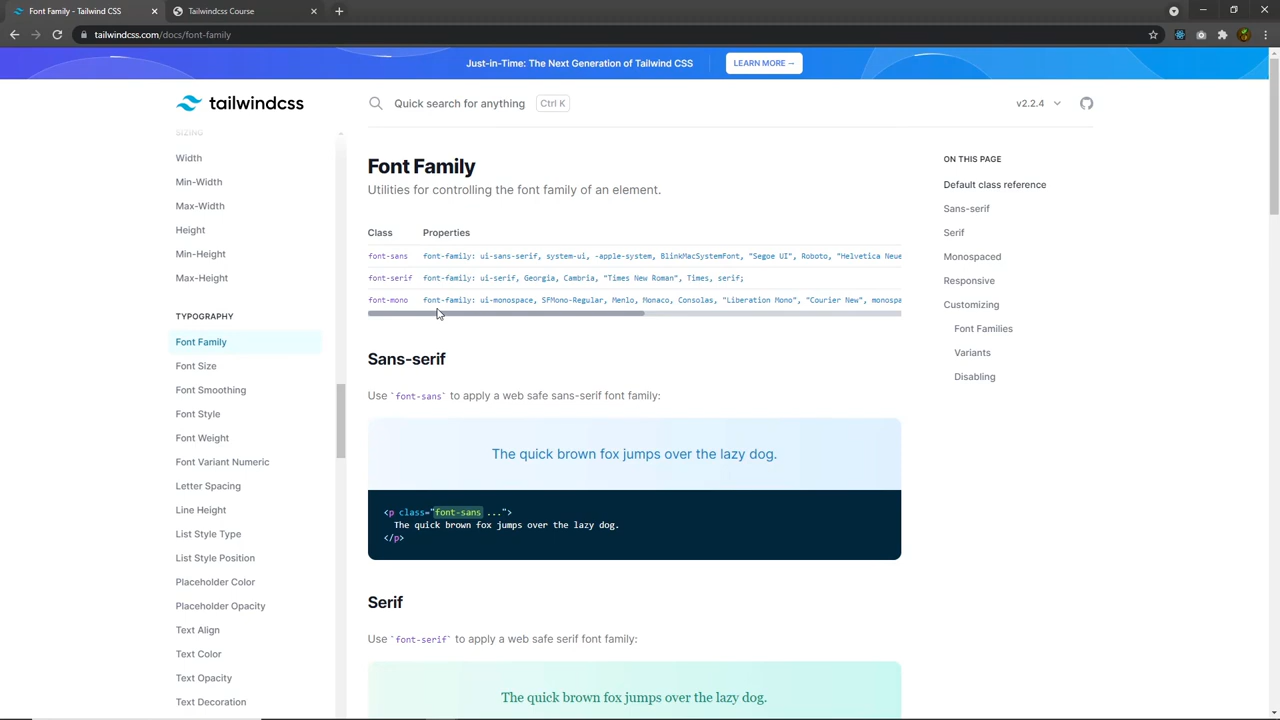 Font Family - Tailwind CSS
Tailwind Course
tailwindcss.com/docs/font-family
Just-in-Time: The Next Generation of Tailwind CSS
LEARN MORE →
tailwindcss
Quick search for anything
Ctrl K
v2.2.4
SIZING
Width
Min-Width
Max-Width
Height
Min-Height
Max-Height
TYPOGRAPHY
Font Family
Font Size
Font Smoothing
Font Style
Font Weight
Font Variant Numeric
Letter Spacing
Line Height
List Style Type
List Style Position
Placeholder Color
Placeholder Opacity
Text Align
Text Color
Text Opacity
Text Decoration
Font Family
Utilities for controlling the font family of an element.
Class Properties
font-sans font-family: ui-sans-serif, system-ui, -apple-system, BlinkMacSystemFont, "Segoe UI", Roboto, "Helvetica Neue
font-serif font-family: ui-serif, Georgia, Cambria, "Times New Roman", Times, serif;
font-mono font-family: ui-monospace, SFMono-Regular, Menlo, Monaco, Consolas, "Liberation Mono", "Courier New", monospa
Sans-serif
Use `font-sans` to apply a web safe sans-serif font family:
The quick brown fox jumps over the lazy dog.
<p class="font-sans ...">
The quick brown fox jumps over the lazy dog.
</p>
Serif
Use `font-serif` to apply a web safe serif font family:
The quick brown fox jumps over the lazy dog.
ON THIS PAGE
Default class reference
Sans-serif
Serif
Monospaced
Responsive
Customizing
Font Families
Variants
Disabling